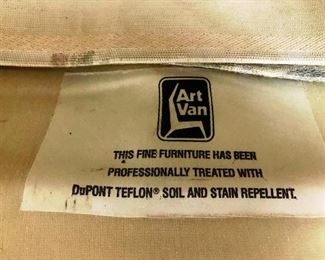 Art
Van
THIS FINE FURNITURE HAS BEEN
PROFESSIONALLY TREATED WITH
DuPONT TEFLON® SOIL AND STAIN REPELLENT.